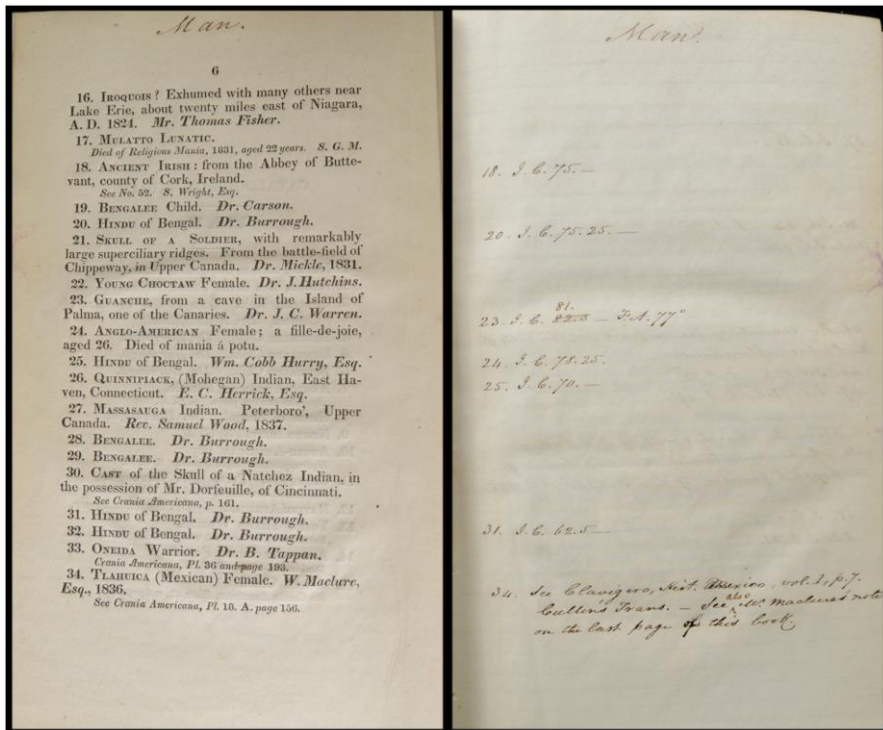 Man.
6
16. IROQUOIS? Exhumed with many others near
Lake Erie, about twenty miles east of Niagara,
A. D. 1824. Mr. Thomas Fisher.
17. MULATTO LUNATIC.
Died of Religious Mania, 1831, aged 22 years. S. G. M.
18. ANCIENT IRISH: from the Abbey of Butte-
vant, county of Cork, Ireland.
See No. 52. S. Wright, Esq.
19. BENGALEE Child. Dr. Carson.
20. HINDU of Bengal. Dr. Burrough.
21. SKULL OF A SOLDIER, with remarkably
large superciliary ridges. From the battle-field of
Chippeway, in Upper Canada. Dr. Mickle, 1831.
22. YOUNG CHOCTAW Female. Dr. J. Hutchins.
23. GUANCHE, from a cave in the Island of
Palma, one of the Canaries. Dr. J. C. Warren.
24. ANGLO-AMERICAN Female; a fille-de-joie,
aged 26. Died of mania á potu.
25. HINDU of Bengal. Wm. Cobb Hurry, Esq.
26. QUINNIPIACK, (Mohegan) Indian, East Ha-
ven, Connecticut. E. C. Herrick, Esq.
27. MASSASAUGA Indian. Peterboro', Upper
Canada. Rev. Samuel Wood, 1837.
28. BENGALEE. Dr. Burrough.
29. BENGALEE. Dr. Burrough.
30. CAST of the Skull of a Natchez Indian, in
the possession of Mr. Dorfeuille, of Cincinnati.
See Crania Americana, p. 161.
31. HINDU of Bengal. Dr. Burrough.
32. HINDU of Bengal. Dr. Burrough.
33. ONEIDA Warrior. Dr. B. Tappan.
Crania Americana, Pl. 36 and page 193.
34. TLAHUICA (Mexican) Female. W. Maclure,
Esq., 1836.
See Crania Americana, Pl. 18. A. page 156.
Man.
18. I. C. 75. —
20. I. C. 75.25. —
81.
23. I. C. 82.5 — F. A. 77°
24. I. C. 78.25.
25. I. C. 70. —
31. I. C. 62.5 —
34. See Clavigero, Hist. Mexico, vol. 1, p. 7.
Cullen's Trans. — See also Mr. Maclure's note
on the last page of this book.